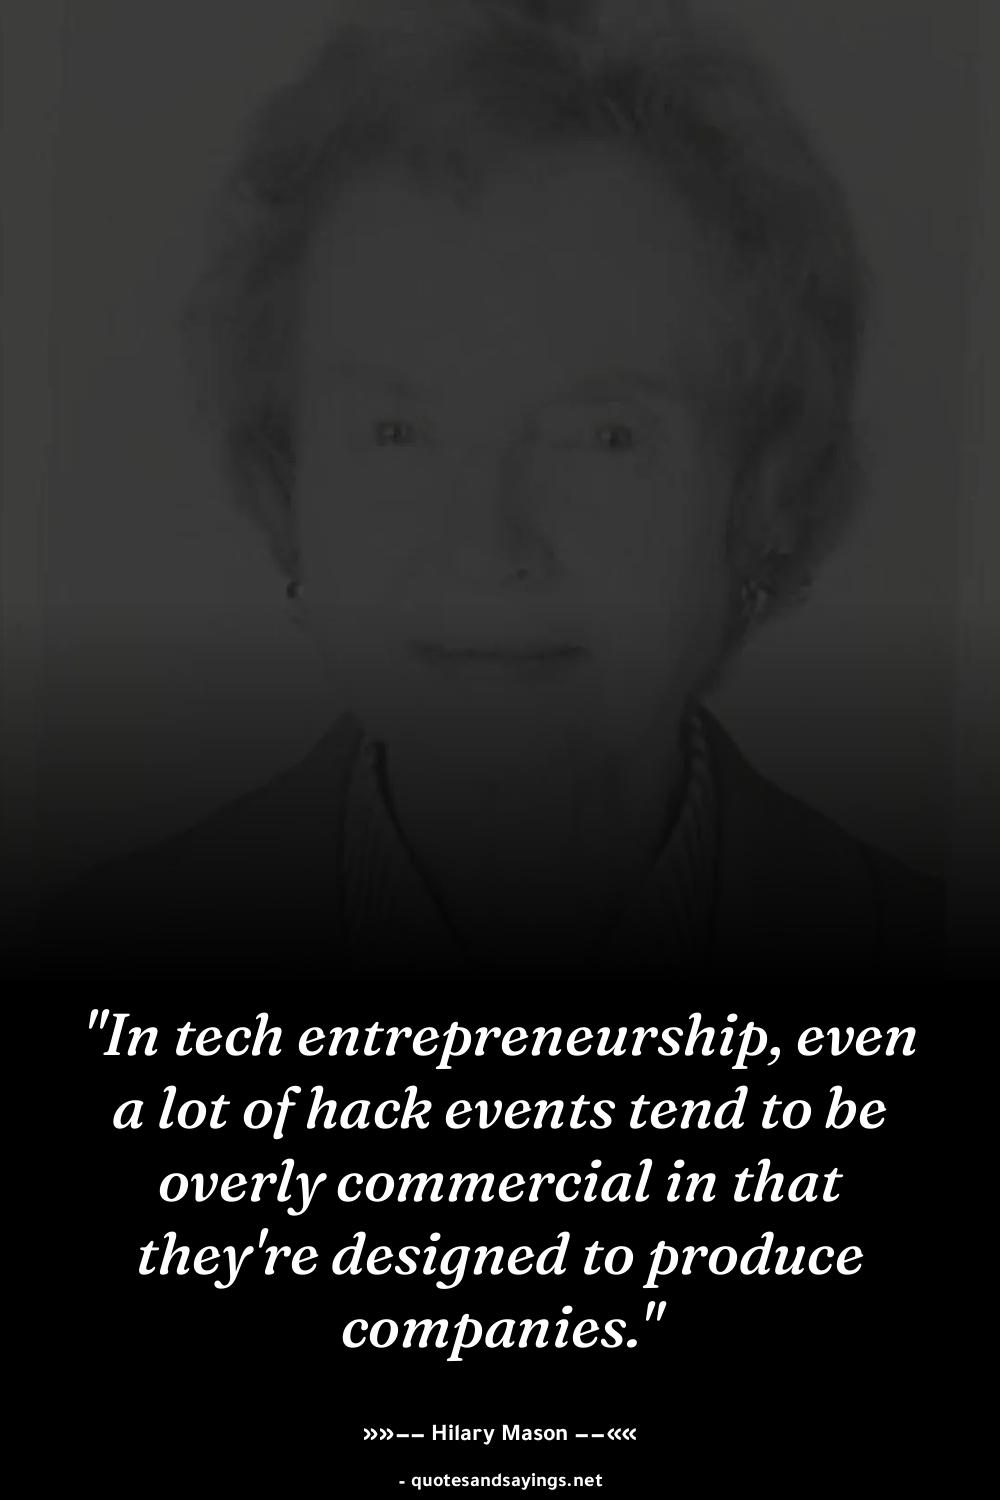 "In tech entrepreneurship, even
a lot of hack events tend to be
overly commercial in that
they're designed to produce
companies."
»»−− Hilary Mason −−««
- quotesandsayings.net